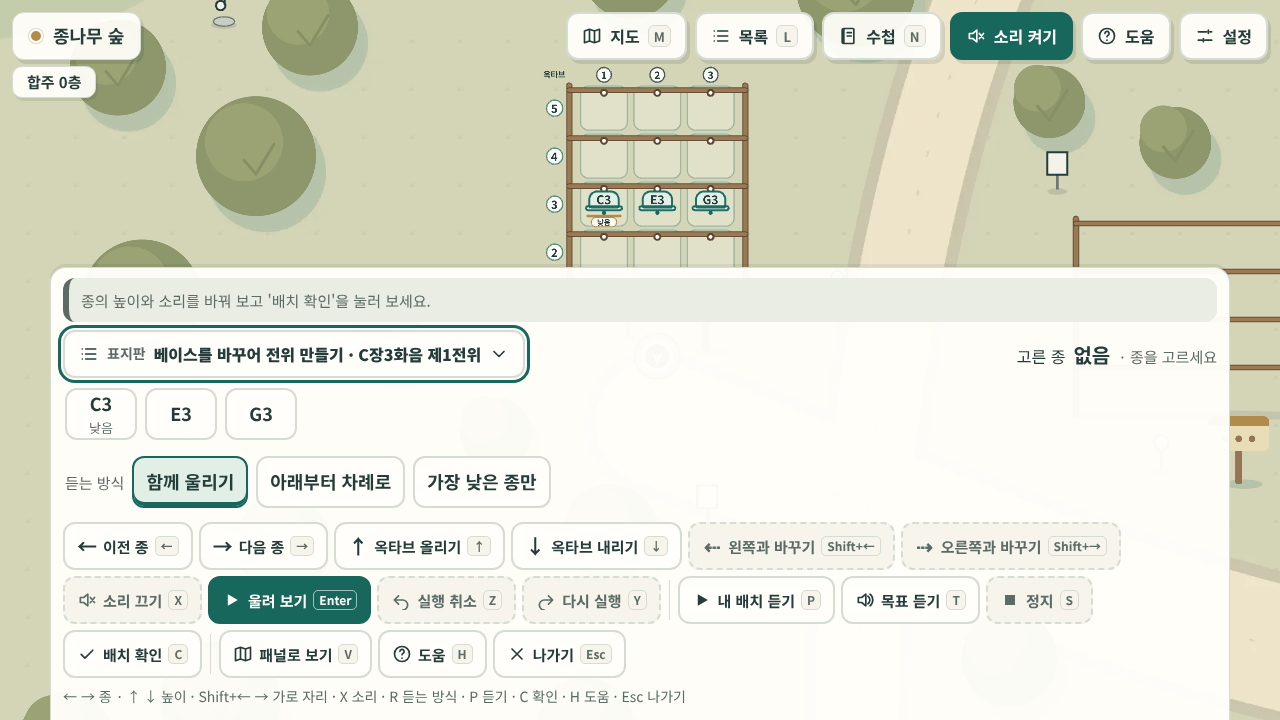 종나무 숲
합주 0층
지도 M
목록 L
수첩 N
소리 켜기
도움
설정
옥타브 1 2 3
5
4
3 C3 E3 G3
낮음
2
종의 높이와 소리를 바꿔 보고 '배치 확인'을 눌러 보세요.
표지판 베이스를 바꾸어 전위 만들기 · C장3화음 제1전위
고른 종 없음 · 종을 고르세요
C3 E3 G3
낮음
듣는 방식 함께 울리기 아래부터 차례로 가장 낮은 종만
← 이전 종 ← → 다음 종 → ↑ 옥타브 올리기 ↑ ↓ 옥타브 내리기 ↓ 왼쪽과 바꾸기 Shift+← 오른쪽과 바꾸기 Shift+→
소리 끄기 X 울려 보기 Enter 실행 취소 Z 다시 실행 Y 내 배치 듣기 P 목표 듣기 T 정지 S
배치 확인 C 패널로 보기 V 도움 H 나가기 Esc
← → 종 · ↑ ↓ 높이 · Shift+← → 가로 자리 · X 소리 · R 듣는 방식 · P 듣기 · C 확인 · H 도움 · Esc 나가기